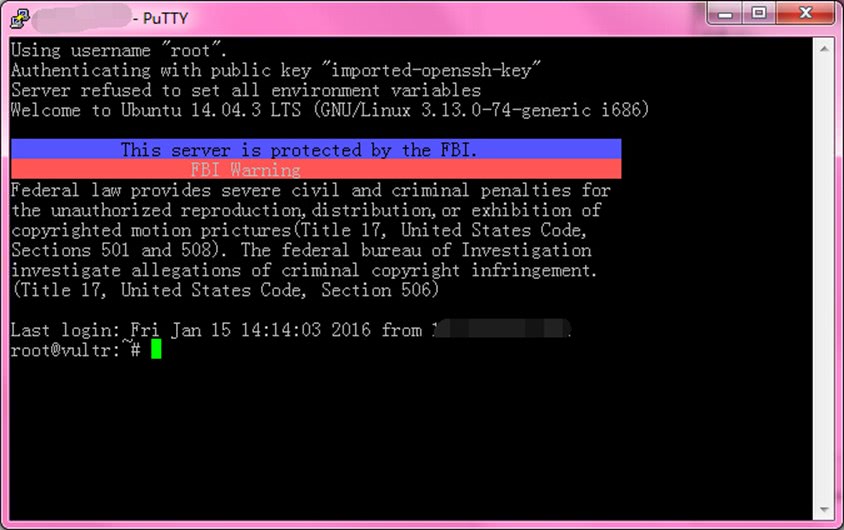 - PuTTY
Using username "root".
Authenticating with public key "imported-openssh-key"
Server refused to set all environment variables
Welcome to Ubuntu 14.04.3 LTS (GNU/Linux 3.13.0-74-generic i686)
This server is protected by the FBI.
FBI Warning
Federal law provides severe civil and criminal penalties for
the unauthorized reproduction,distribution,or exhibition of
copyrighted motion prictures(Title 17, United States Code,
Sections 501 and 508). The federal bureau of Investigation
investigate allegations of criminal copyright infringement.
(Title 17, United States Code, Section 506)
Last login: Fri Jan 15 14:14:03 2016 from
root@vultr:~#